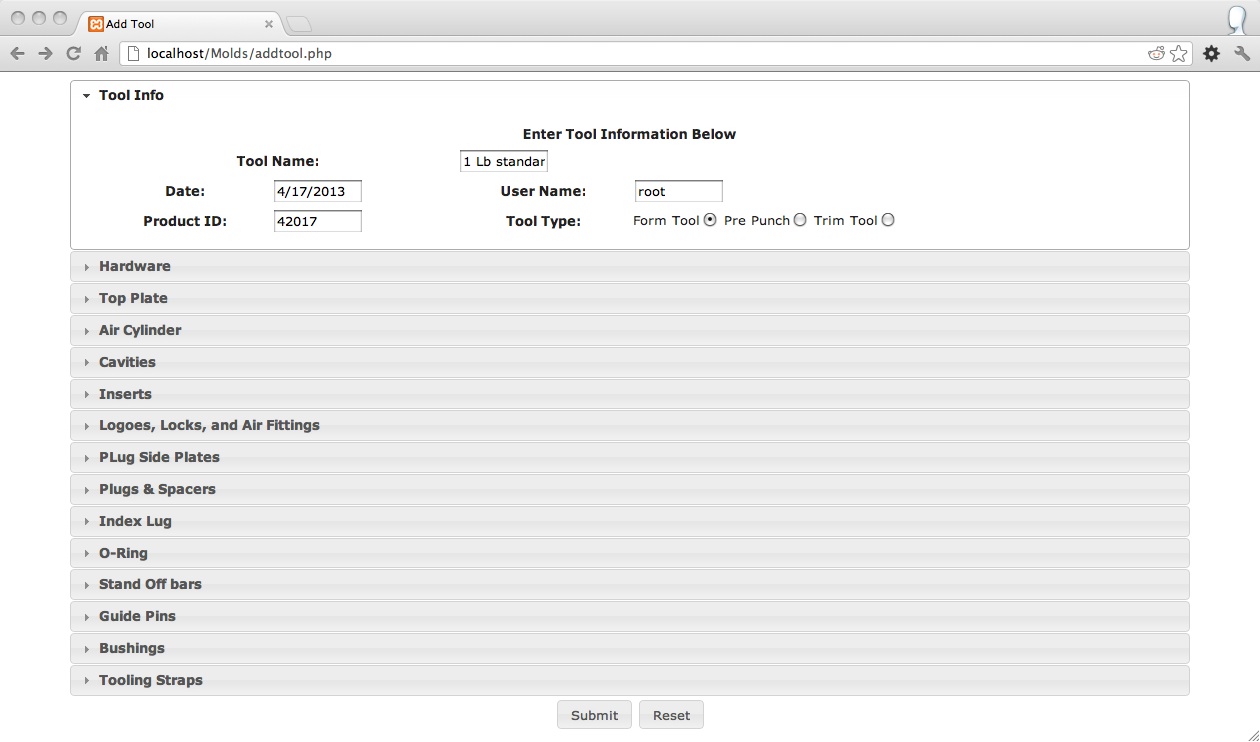 Add Tool
localhost/Molds/addtool.php
Tool Info
Enter Tool Information Below
Tool Name: 1 Lb standar
Date: 4/17/2013 User Name: root
Product ID: 42017 Tool Type: Form Tool Pre Punch Trim Tool
Hardware
Top Plate
Air Cylinder
Cavities
Inserts
Logoes, Locks, and Air Fittings
PLug Side Plates
Plugs & Spacers
Index Lug
O-Ring
Stand Off bars
Guide Pins
Bushings
Tooling Straps
Submit Reset